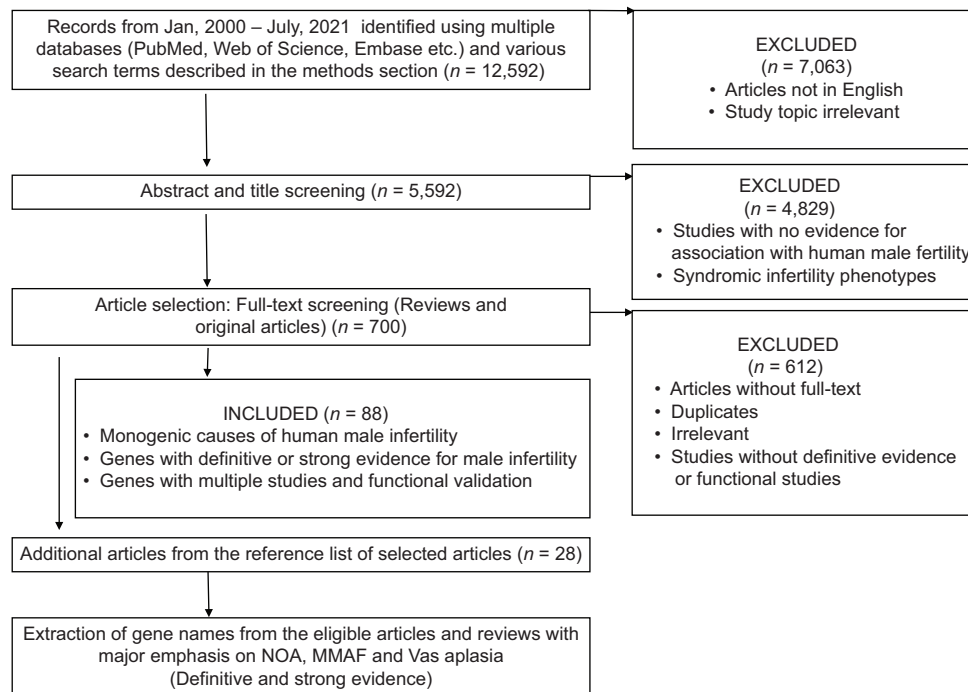 Records from Jan, 2000 – July, 2021 identified using multiple
databases (PubMed, Web of Science, Embase etc.) and various
search terms described in the methods section (n = 12,592)
EXCLUDED
(n = 7,063)
• Articles not in English
• Study topic irrelevant
Abstract and title screening (n = 5,592)
EXCLUDED
(n = 4,829)
• Studies with no evidence for
association with human male fertility
• Syndromic infertility phenotypes
Article selection: Full-text screening (Reviews and
original articles) (n = 700)
EXCLUDED
(n = 612)
• Articles without full-text
• Duplicates
• Irrelevant
• Studies without definitive evidence
or functional studies
INCLUDED (n = 88)
• Monogenic causes of human male infertility
• Genes with definitive or strong evidence for male infertility
• Genes with multiple studies and functional validation
Additional articles from the reference list of selected articles (n = 28)
Extraction of gene names from the eligible articles and reviews with
major emphasis on NOA, MMAF and Vas aplasia
(Definitive and strong evidence)